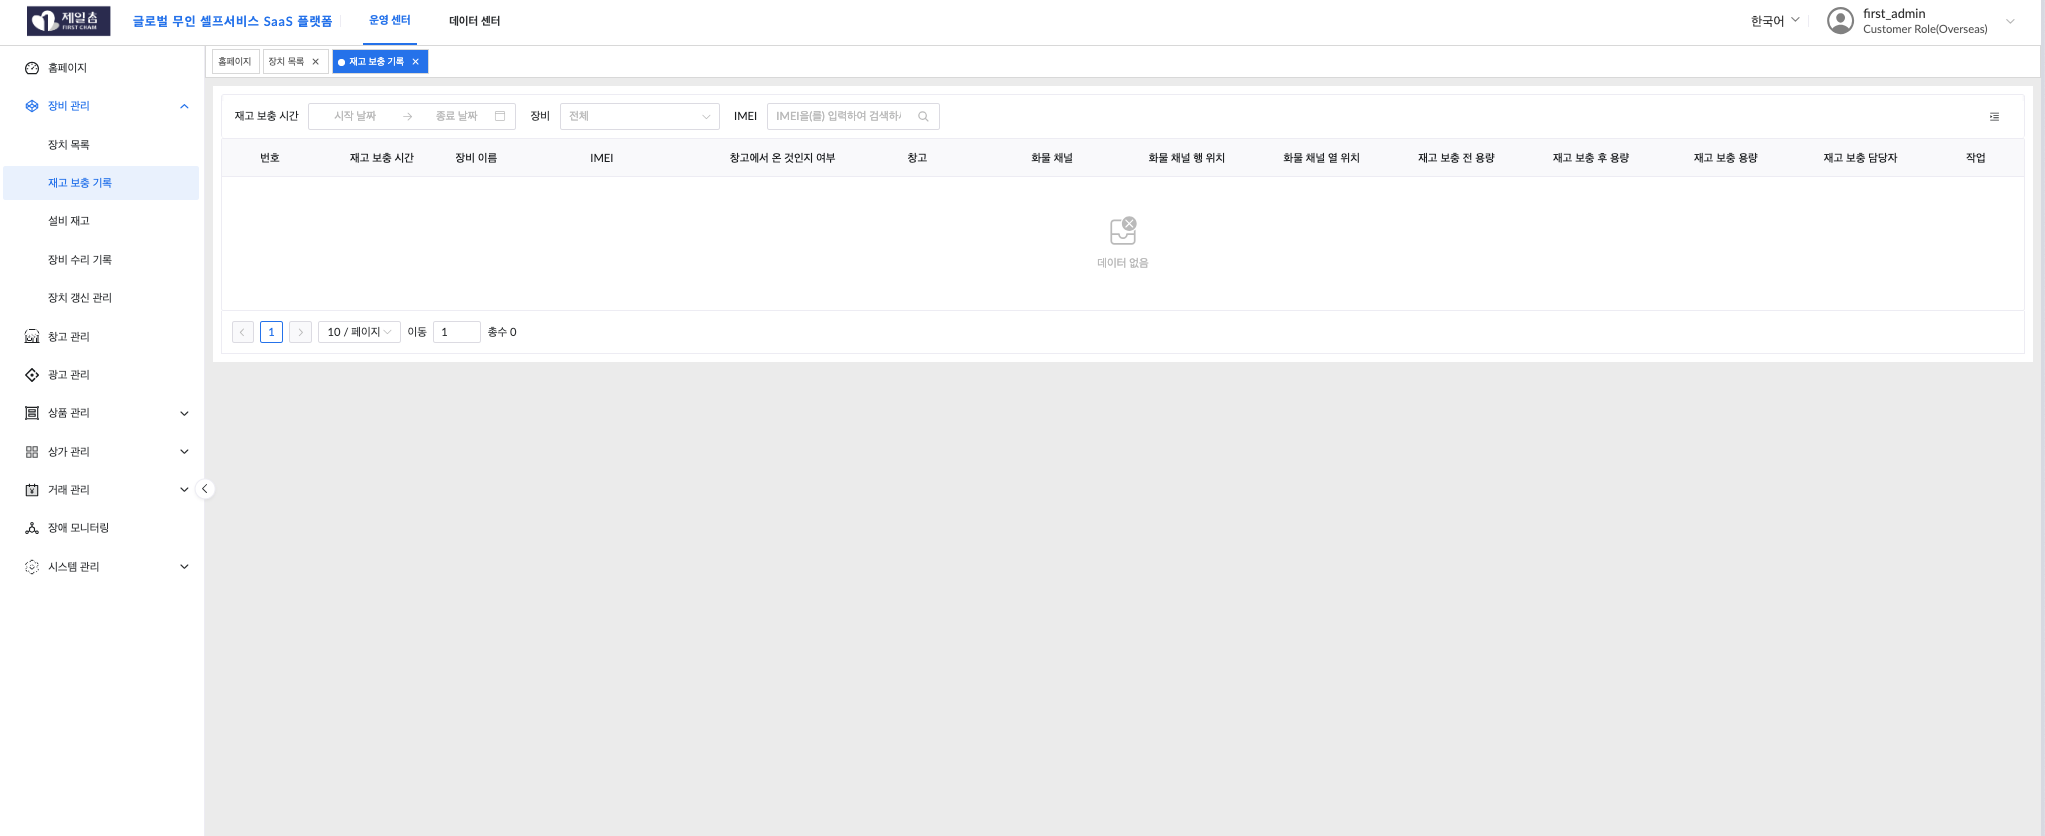 제일참
FIRST CHAM
글로벌 무인 셀프서비스 SaaS 플랫폼
운영 센터
데이터 센터
한국어
first_admin
Customer Role(Overseas)
홈페이지
장치 목록
재고 보충 기록
홈페이지
장비 관리
장치 목록
재고 보충 기록
설비 재고
장비 수리 기록
장치 갱신 관리
창고 관리
광고 관리
상품 관리
상가 관리
거래 관리
장애 모니터링
시스템 관리
재고 보충 시간 시작 날짜 종료 날짜 장비 전체 IMEI IMEI을(를) 입력하여 검색하
번호 재고 보충 시간 장비 이름 IMEI 창고에서 온 것인지 여부 창고 화물 채널 화물 채널 행 위치 화물 채널 열 위치 재고 보충 전 용량 재고 보충 후 용량 재고 보충 용량 재고 보충 담당자 작업
데이터 없음
1 10 / 페이지 이동 1 총수 0